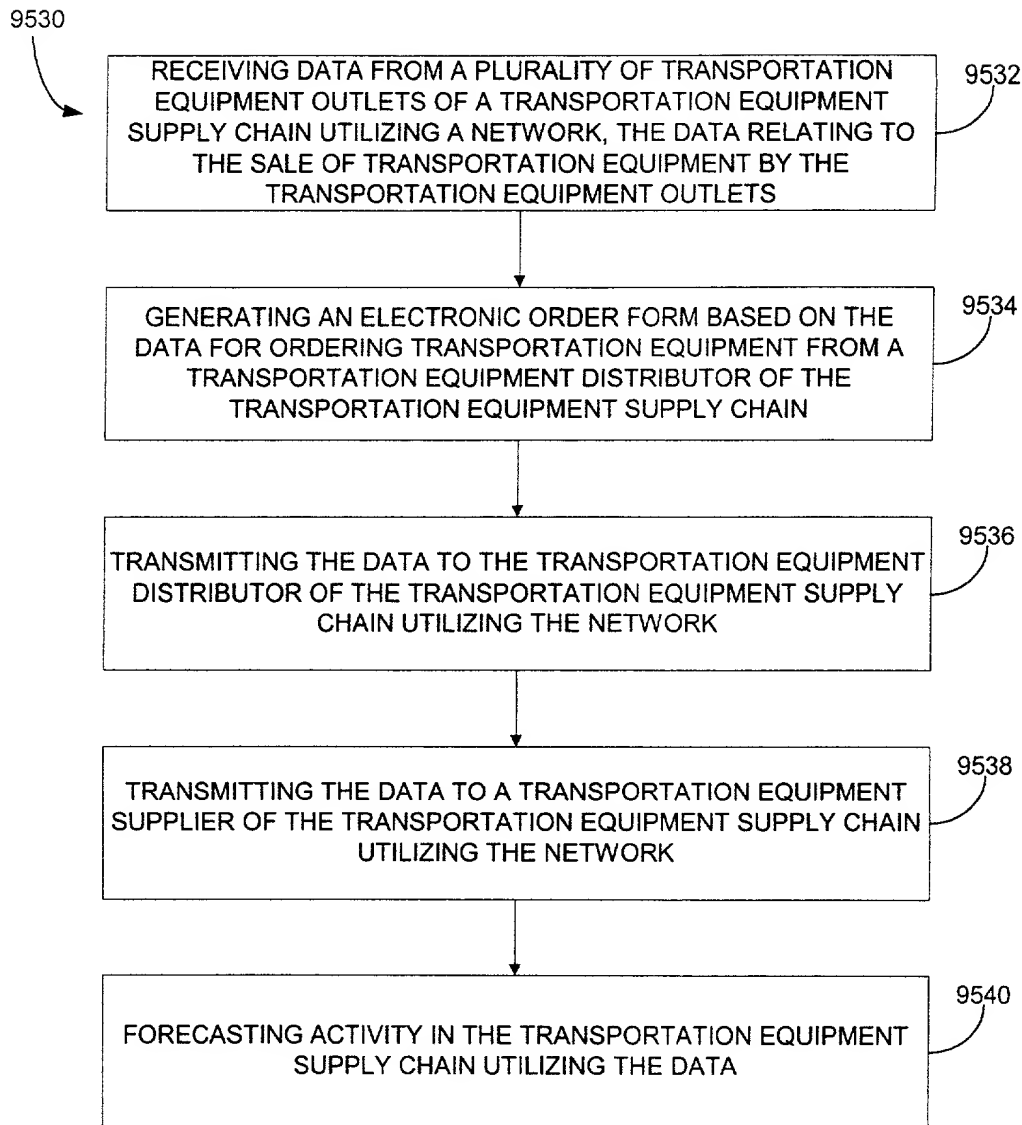 9530
RECEIVING DATA FROM A PLURALITY OF TRANSPORTATION
EQUIPMENT OUTLETS OF A TRANSPORTATION EQUIPMENT
SUPPLY CHAIN UTILIZING A NETWORK, THE DATA RELATING TO
THE SALE OF TRANSPORTATION EQUIPMENT BY THE
TRANSPORTATION EQUIPMENT OUTLETS
9532
GENERATING AN ELECTRONIC ORDER FORM BASED ON THE
DATA FOR ORDERING TRANSPORTATION EQUIPMENT FROM A
TRANSPORTATION EQUIPMENT DISTRIBUTOR OF THE
TRANSPORTATION EQUIPMENT SUPPLY CHAIN
9534
TRANSMITTING THE DATA TO THE TRANSPORTATION EQUIPMENT
DISTRIBUTOR OF THE TRANSPORTATION EQUIPMENT SUPPLY
CHAIN UTILIZING THE NETWORK
9536
TRANSMITTING THE DATA TO A TRANSPORTATION EQUIPMENT
SUPPLIER OF THE TRANSPORTATION EQUIPMENT SUPPLY CHAIN
UTILIZING THE NETWORK
9538
FORECASTING ACTIVITY IN THE TRANSPORTATION EQUIPMENT
SUPPLY CHAIN UTILIZING THE DATA
9540